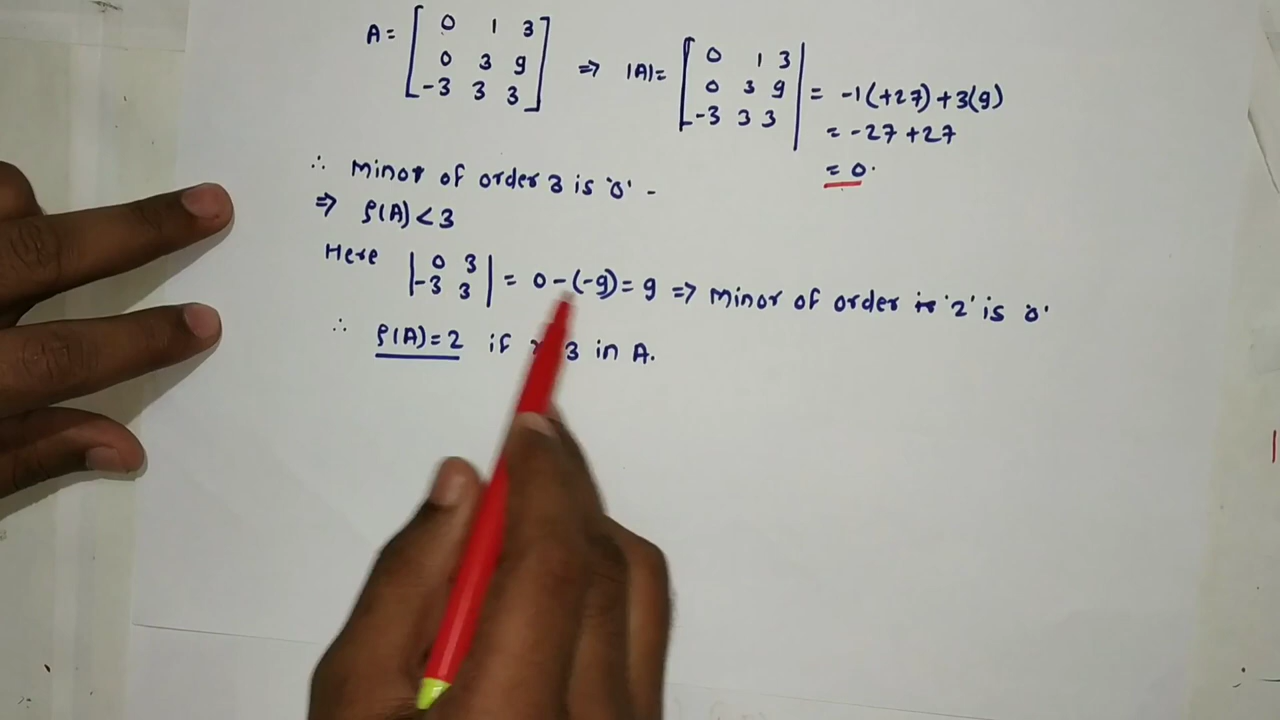 A = [ 0 1 3
0 3 9
-3 3 3 ] ⇒ |A| = [ 0 1 3
0 3 9
-3 3 3 | = -1(+27) + 3(9)
= -27 + 27
= 0.
∴ Minor of order 3 is '0' -
⇒ ρ(A) < 3
Here | 0 3
-3 3 | = 0 - (-9) = 9 ⇒ Minor of order '2' is '0'
∴ ρ(A) = 2 if 3 in A.